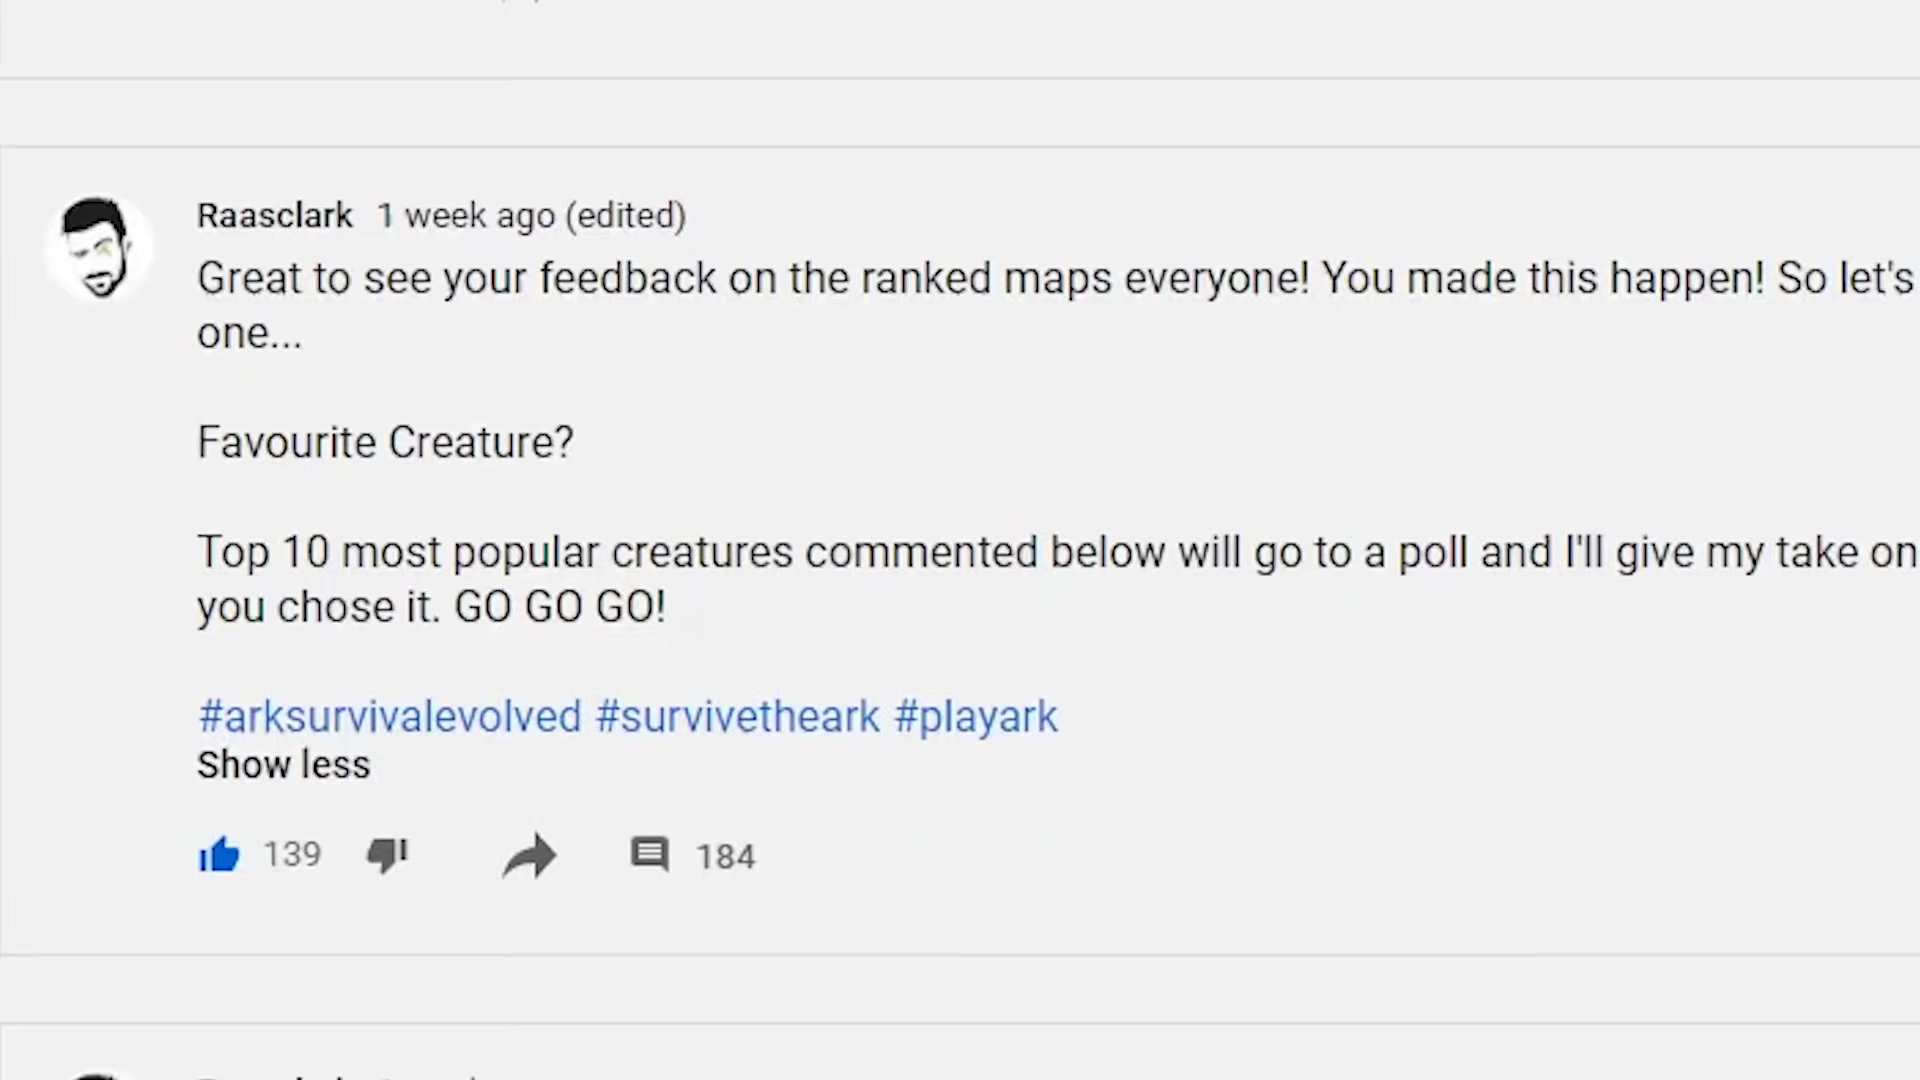 Raasclark 1 week ago (edited)
Great to see your feedback on the ranked maps everyone! You made this happen! So let's
one...
Favourite Creature?
Top 10 most popular creatures commented below will go to a poll and I'll give my take on
you chose it. GO GO GO!
#arksurvivalevolved #survivetheark #playark
Show less
139 184